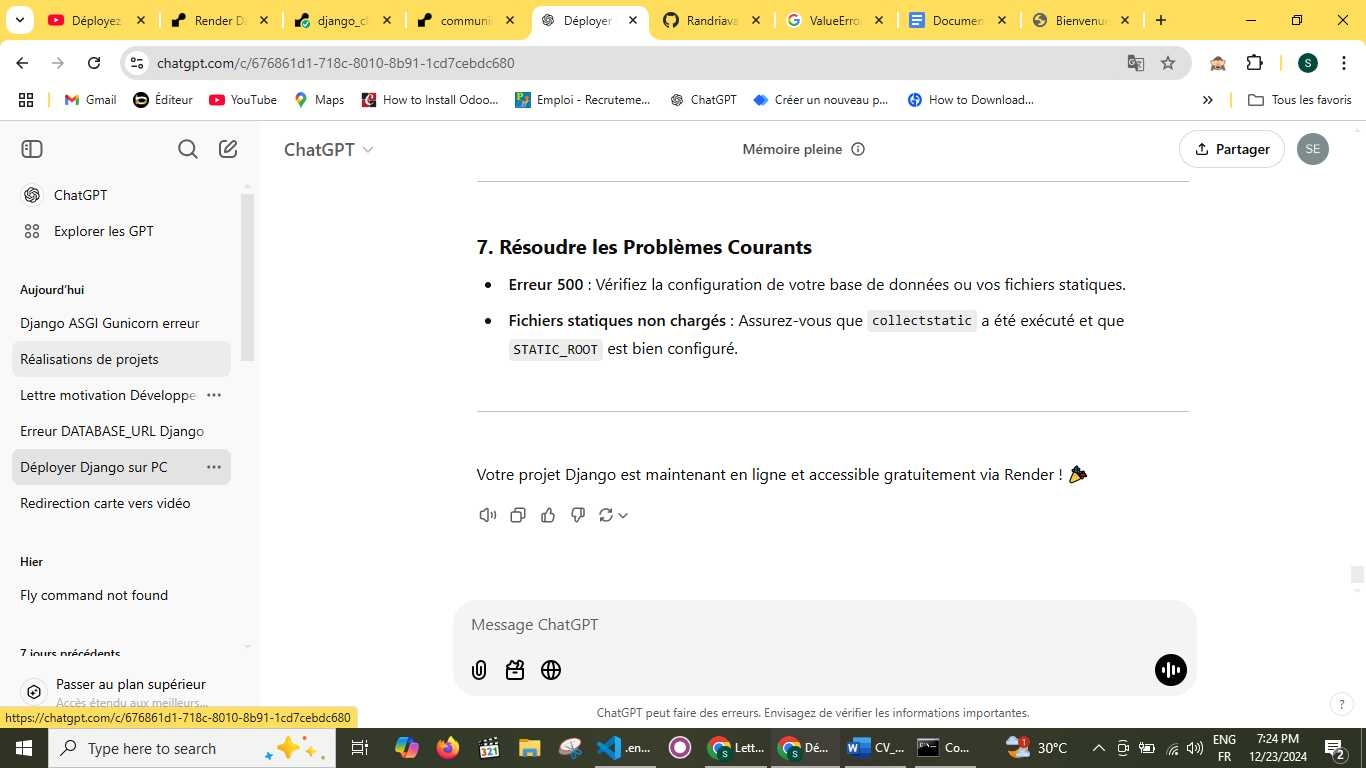 Déployez
Render D
django_cl
communi
Déployer
Randriava
ValueErro
Documen
Bienvenu
chatgpt.com/c/676861d1-718c-8010-8b91-1cd7cebdc680
S
Gmail
Éditeur
YouTube
Maps
How to Install Odoo...
Emploi - Recruteme...
ChatGPT
Créer un nouveau p...
How to Download...
Tous les favoris
ChatGPT
Mémoire pleine
Partager
SE
ChatGPT
Explorer les GPT
Aujourd'hui
Django ASGI Gunicorn erreur
Réalisations de projets
Lettre motivation Développe
Erreur DATABASE_URL Django
Déployer Django sur PC
Redirection carte vers vidéo
Hier
Fly command not found
7 jours précédents
Passer au plan supérieur
Accès étendu aux meilleurs...
https://chatgpt.com/c/676861d1-718c-8010-8b91-1cd7cebdc680
7. Résoudre les Problèmes Courants
Erreur 500 : Vérifiez la configuration de votre base de données ou vos fichiers statiques.
Fichiers statiques non chargés : Assurez-vous que collectstatic a été exécuté et que
STATIC_ROOT est bien configuré.
Votre projet Django est maintenant en ligne et accessible gratuitement via Render !
Message ChatGPT
ChatGPT peut faire des erreurs. Envisagez de vérifier les informations importantes.
?
Type here to search
321
.en...
Lett...
Dé...
CV_...
Co...
30°C
ENG
FR
7:24 PM
12/23/2024
2